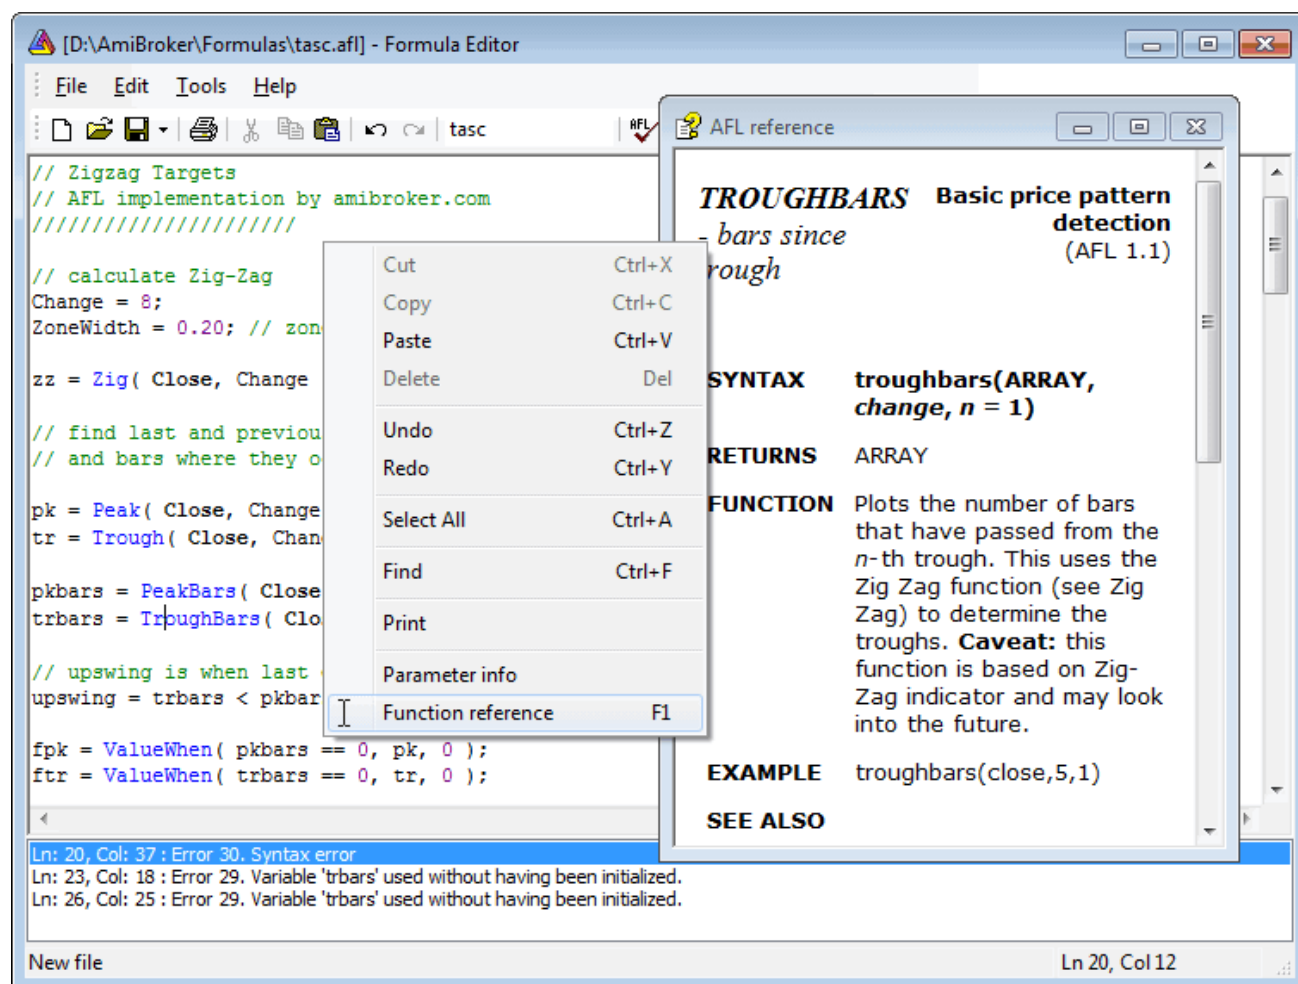 [D:\AmiBroker\Formulas\tasc.afl] - Formula Editor
File Edit Tools Help
tasc
AFL
// Zigzag Targets
// AFL implementation by amibroker.com
//////////////////////
// calculate Zig-Zag
Change = 8;
ZoneWidth = 0.20; // zon
zz = Zig( Close, Change
// find last and previou
// and bars where they o
pk = Peak( Close, Change
tr = Trough( Close, Chan
pkbars = PeakBars( Close
trbars = TroughBars( Clo
// upswing is when last
upswing = trbars < pkbar
fpk = ValueWhen( pkbars == 0, pk, 0 );
ftr = ValueWhen( trbars == 0, tr, 0 );
Cut Ctrl+X
Copy Ctrl+C
Paste Ctrl+V
Delete Del
Undo Ctrl+Z
Redo Ctrl+Y
Select All Ctrl+A
Find Ctrl+F
Print
Parameter info
Function reference F1
AFL reference
TROUGHBARS Basic price pattern
- bars since detection
rough (AFL 1.1)
SYNTAX troughbars(ARRAY,
change, n = 1)
RETURNS ARRAY
FUNCTION Plots the number of bars
that have passed from the
n-th trough. This uses the
Zig Zag function (see Zig
Zag) to determine the
troughs. Caveat: this
function is based on Zig-
Zag indicator and may look
into the future.
EXAMPLE troughbars(close,5,1)
SEE ALSO
Ln: 20, Col: 37 : Error 30. Syntax error
Ln: 23, Col: 18 : Error 29. Variable 'trbars' used without having been initialized.
Ln: 26, Col: 25 : Error 29. Variable 'trbars' used without having been initialized.
New file Ln 20, Col 12